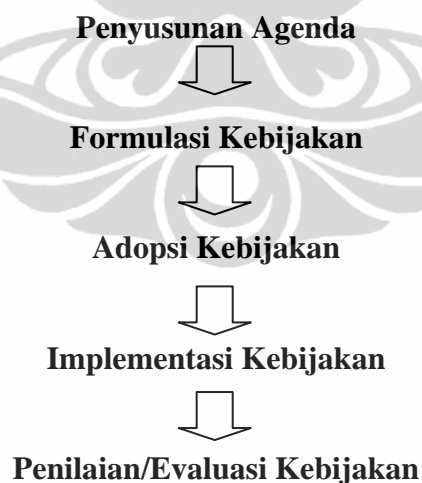 Penyusunan Agenda
Formulasi Kebijakan
Adopsi Kebijakan
Implementasi Kebijakan
Penilaian/Evaluasi Kebijakan